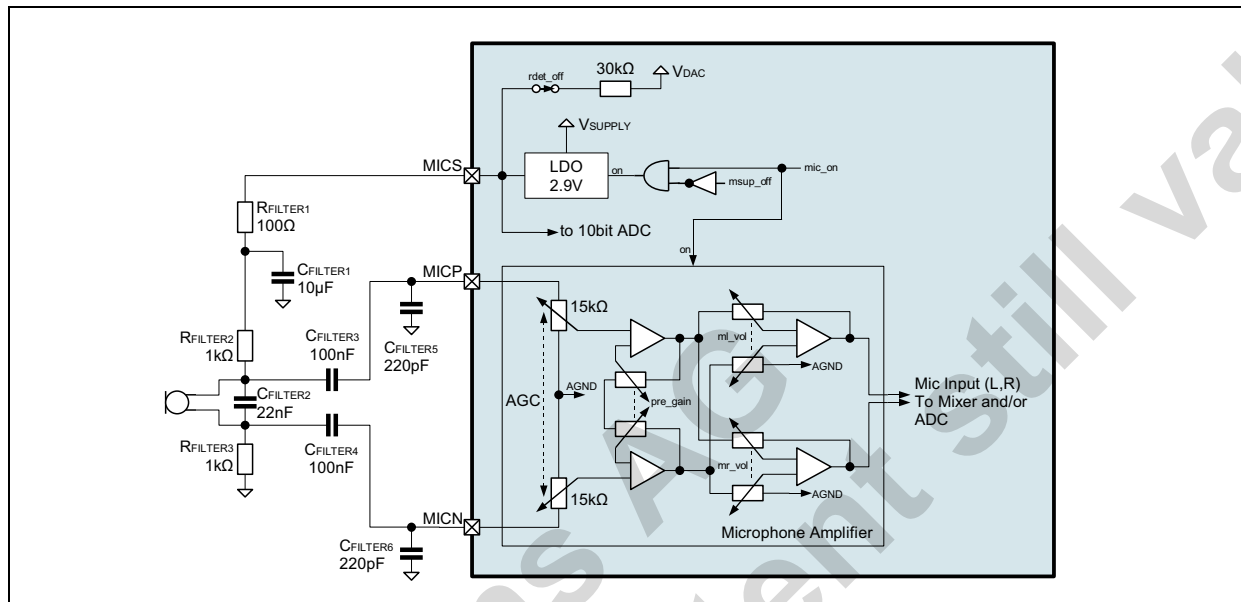 30kΩ
VDAC
rdet_off
VSUPPLY
MICS
LDO
2.9V
on
mic_on
msup_off
RFILTER1
100Ω
to 10bit ADC
on
CFILTER1
10µF
MICP
15kΩ
RFILTER2
1kΩ
CFILTER3
100nF
CFILTER5
220pF
ml_vol
AGND
AGND
AGC
pre_gain
Mic Input (L,R)
To Mixer and/or
ADC
CFILTER2
22nF
RFILTER3
1kΩ
CFILTER4
100nF
mr_vol
AGND
15kΩ
MICN
Microphone Amplifier
CFILTER6
220pF
AG
still